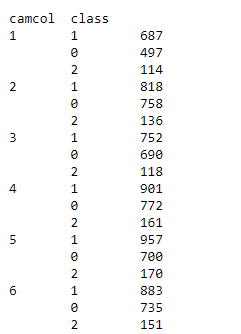 camcol  class
1       1        687
        0        497
        2        114
2       1        818
        0        758
        2        136
3       1        752
        0        690
        2        118
4       1        901
        0        772
        2        161
5       1        957
        0        700
        2        170
6       1        883
        0        735
        2        151